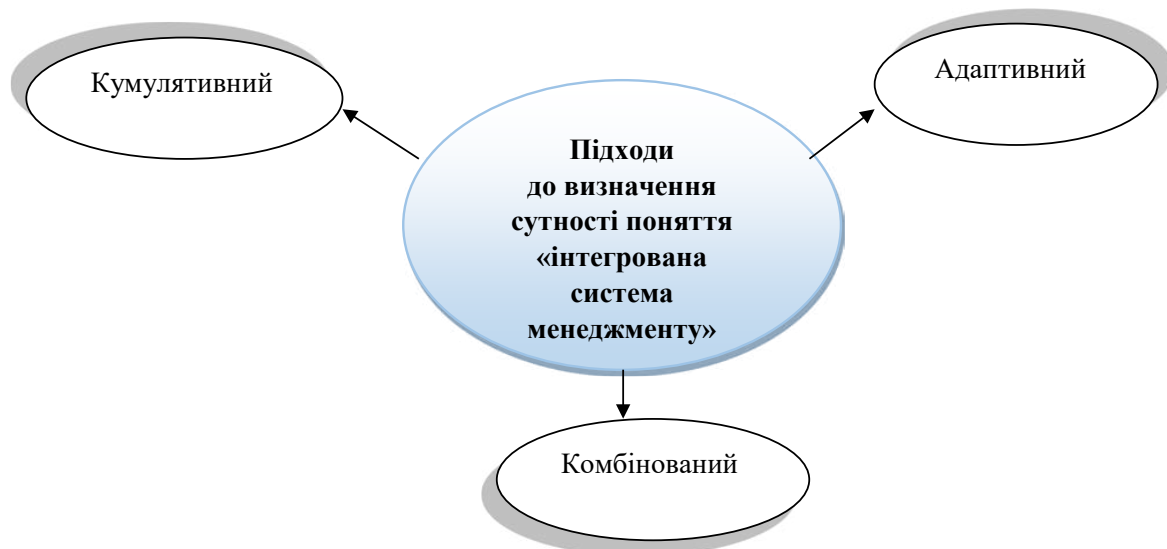 Кумулятивний
Адаптивний
Підходи
до визначення
сутності поняття
«інтегрована
система
менеджменту»
Комбінований